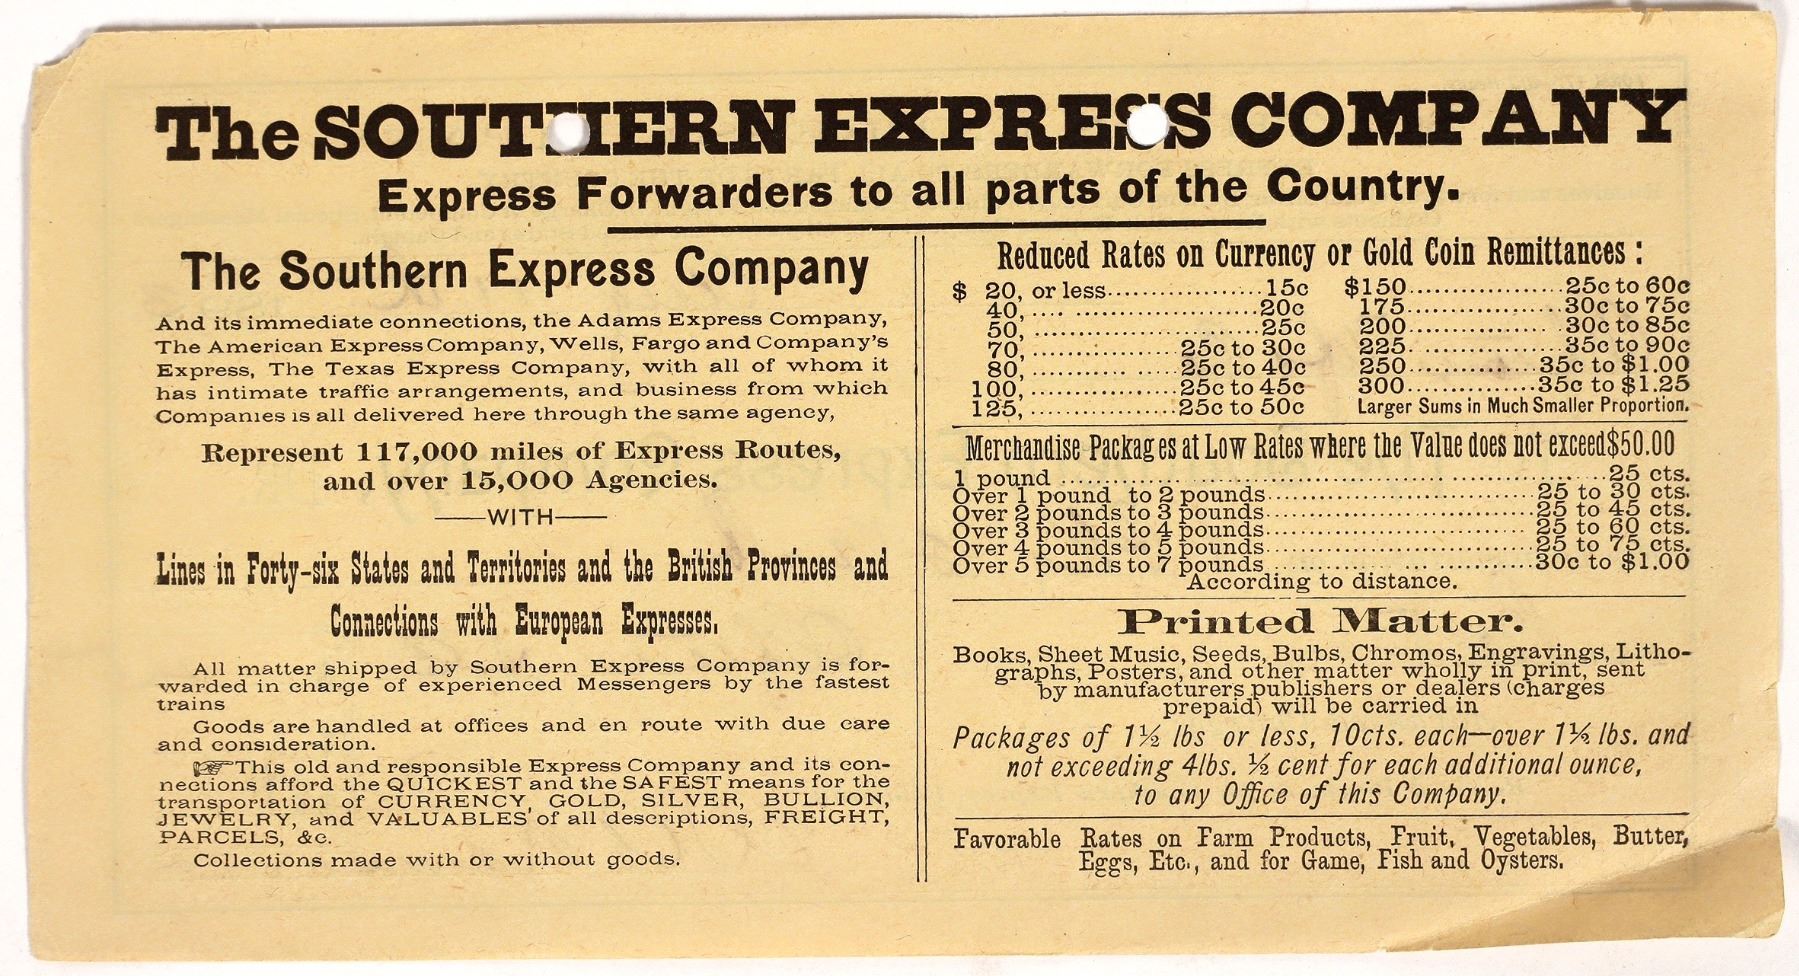 The SOUTHERN EXPRESS COMPANY
Express Forwarders to all parts of the Country.
The Southern Express Company
And its immediate connections, the Adams Express Company,
The American Express Company, Wells, Fargo and Company's
Express, The Texas Express Company, with all of whom it
has intimate traffic arrangements, and business from which
Companies is all delivered here through the same agency,
Represent 117,000 miles of Express Routes,
and over 15,000 Agencies.
WITH
Lines in Forty-six States and Territories and the British Provinces and
Connections with European Expresses.
All matter shipped by Southern Express Company is for-
warded in charge of experienced Messengers by the fastest
trains
Goods are handled at offices and en route with due care
and consideration.
☞This old and responsible Express Company and its con-
nections afford the QUICKEST and the SAFEST means for the
transportation of CURRENCY, GOLD, SILVER, BULLION,
JEWELRY, and VALUABLES of all descriptions, FREIGHT,
PARCELS, &c.
Collections made with or without goods.
Reduced Rates on Currency or Gold Coin Remittances:
$ 20, or less..................15c
40, .... ......................20c
50, ...........................25c
70, .................25c to 30c
80, ........... .....25c to 40c
100, .................25c to 45c
125, .................25c to 50c
$150..................25c to 60c
175...................30c to 75c
200...................30c to 85c
225...................35c to 90c
250...............35c to $1.00
300...............35c to $1.25
Larger Sums in Much Smaller Proportion.
Merchandise Packages at Low Rates where the Value does not exceed $50.00
1 pound ..................................................25 cts.
Over 1 pound to 2 pounds..............................25 to 30 cts.
Over 2 pounds to 3 pounds..............................25 to 45 cts.
Over 3 pounds to 4 pounds..............................25 to 60 cts.
Over 4 pounds to 5 pounds..............................25 to 75 cts.
Over 5 pounds to 7 pounds..............................30c to $1.00
According to distance.
Printed Matter.
Books, Sheet Music, Seeds, Bulbs, Chromos, Engravings, Litho-
graphs, Posters, and other matter wholly in print, sent
by manufacturers publishers or dealers (charges
prepaid) will be carried in
Packages of 1½ lbs or less, 10cts. each—over 1½ lbs. and
not exceeding 4lbs. ½ cent for each additional ounce,
to any Office of this Company.
Favorable Rates on Farm Products, Fruit, Vegetables, Butter,
Eggs, Etc., and for Game, Fish and Oysters.